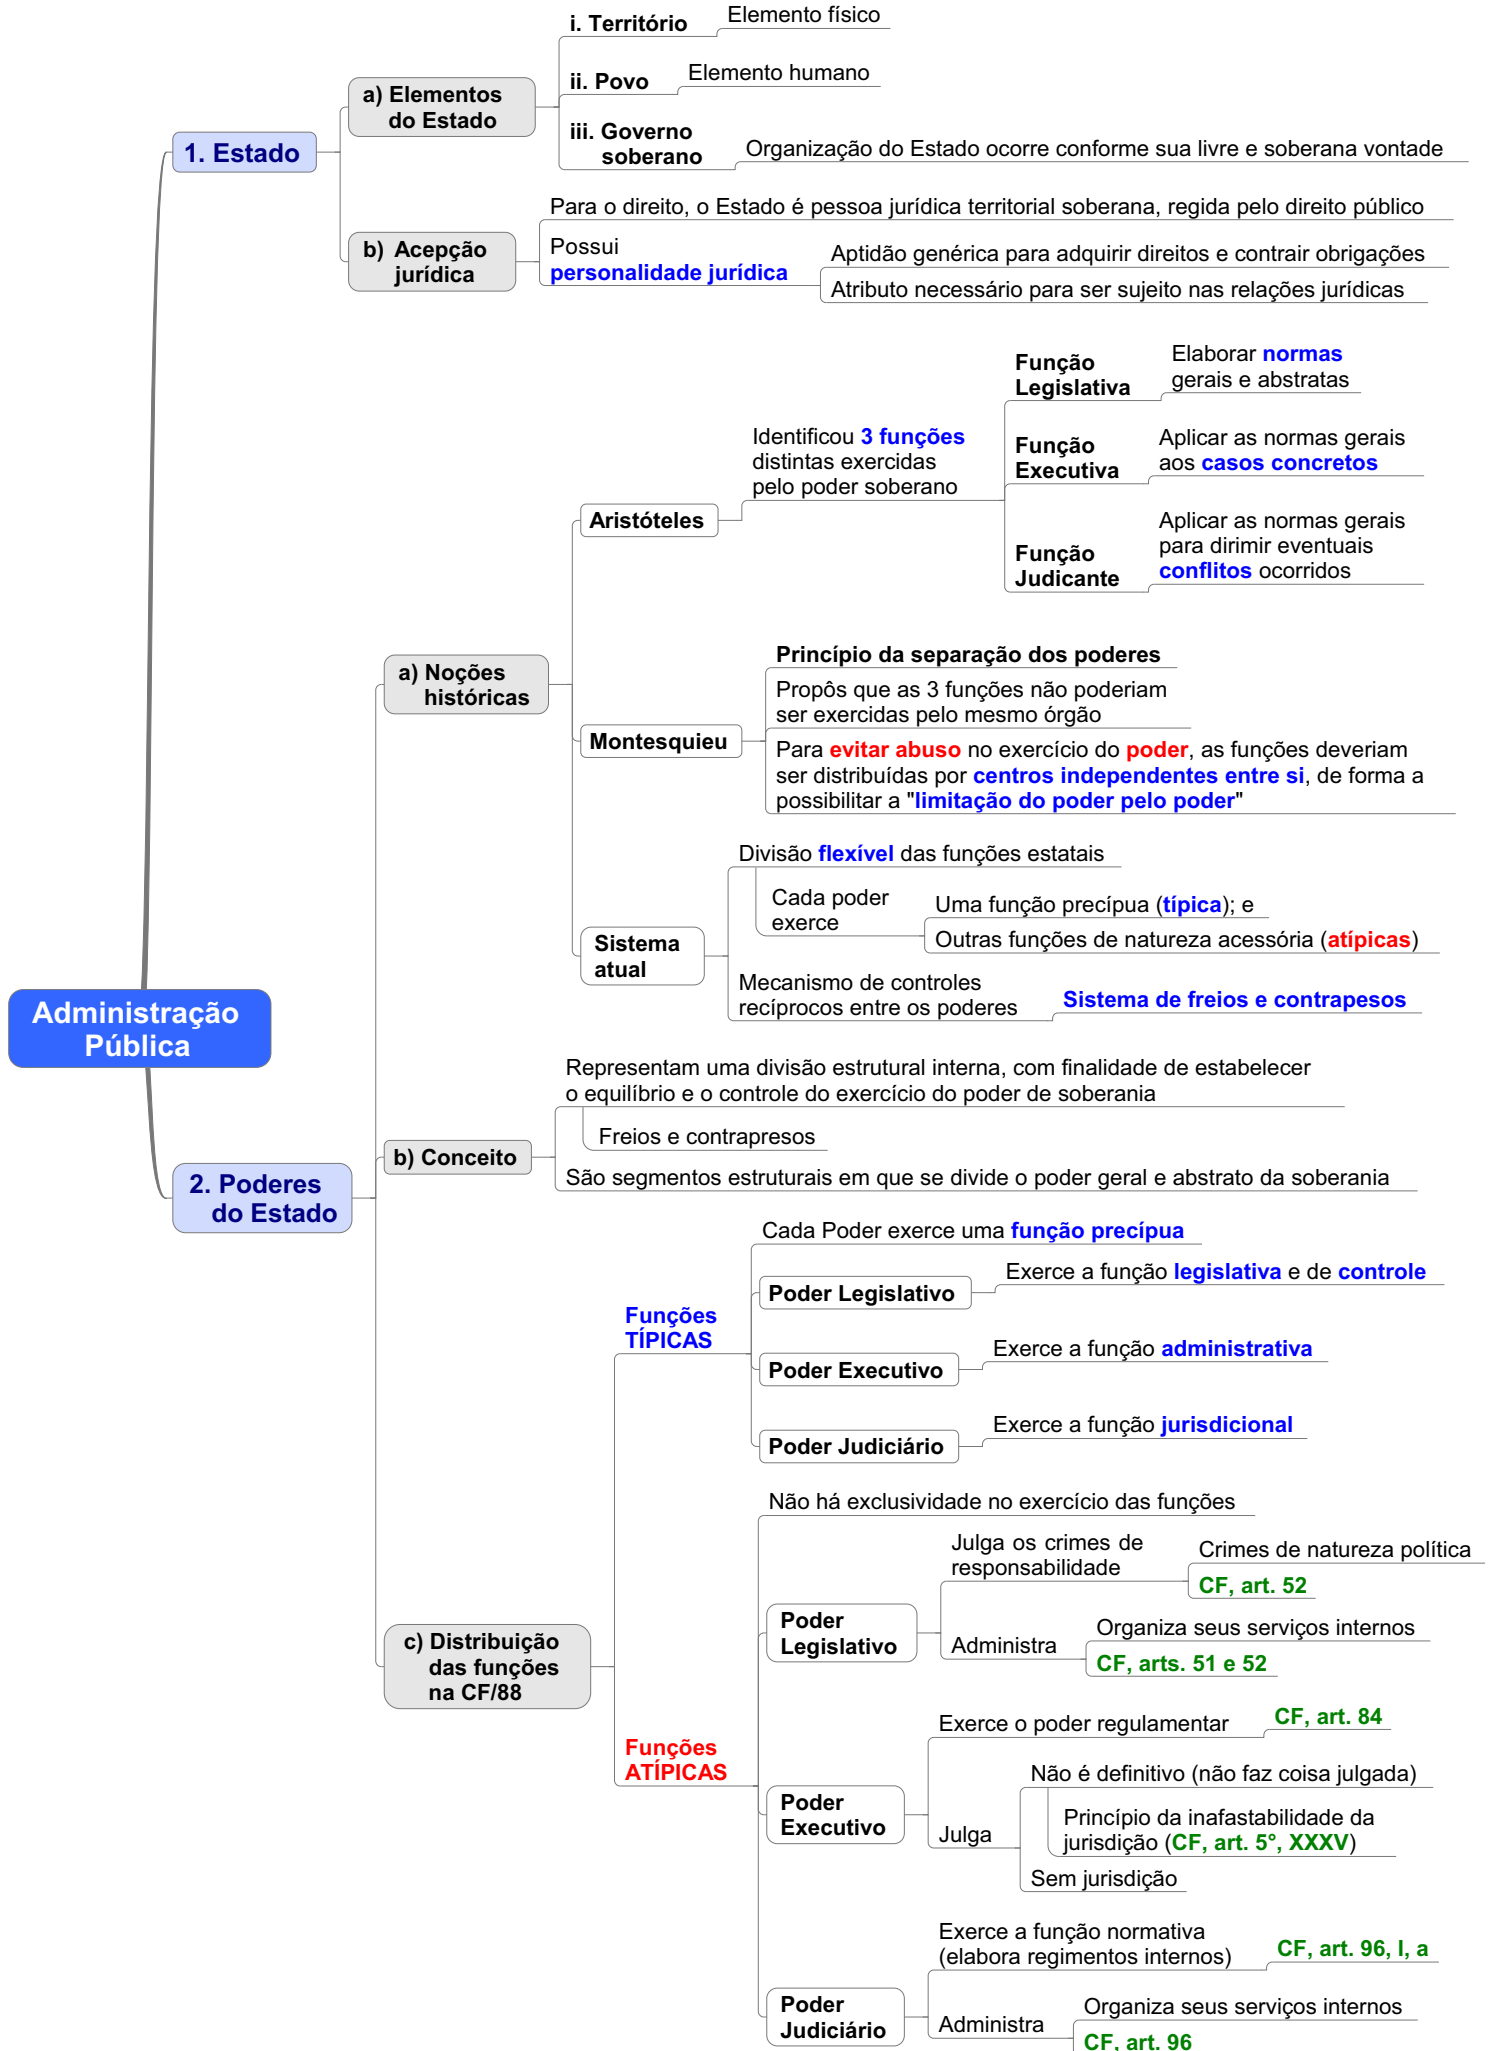 i. Território
Elemento físico
ii. Povo
Elemento humano
a) Elementos
do Estado
iii. Governo
soberano
Organização do Estado ocorre conforme sua livre e soberana vontade
1. Estado
Para o direito, o Estado é pessoa jurídica territorial soberana, regida pelo direito público
b) Acepção
jurídica
Possui
personalidade jurídica
Aptidão genérica para adquirir direitos e contrair obrigações
Atributo necessário para ser sujeito nas relações jurídicas
Função
Legislativa
Elaborar normas
gerais e abstratas
Identificou 3 funções
distintas exercidas
pelo poder soberano
Função
Executiva
Aplicar as normas gerais
aos casos concretos
Aristóteles
Função
Judicante
Aplicar as normas gerais
para dirimir eventuais
conflitos ocorridos
a) Noções
históricas
Princípio da separação dos poderes
Propôs que as 3 funções não poderiam
ser exercidas pelo mesmo órgão
Montesquieu
Para evitar abuso no exercício do poder, as funções deveriam
ser distribuídas por centros independentes entre si, de forma a
possibilitar a "limitação do poder pelo poder"
Divisão flexível das funções estatais
Cada poder
exerce
Uma função precípua (típica); e
Outras funções de natureza acessória (atípicas)
Sistema
atual
Mecanismo de controles
recíprocos entre os poderes
Sistema de freios e contrapesos
Administração
Pública
Representam uma divisão estrutural interna, com finalidade de estabelecer
o equilíbrio e o controle do exercício do poder de soberania
Freios e contrapresos
b) Conceito
São segmentos estruturais em que se divide o poder geral e abstrato da soberania
2. Poderes
do Estado
Cada Poder exerce uma função precípua
Poder Legislativo
Exerce a função legislativa e de controle
Funções
TÍPICAS
Poder Executivo
Exerce a função administrativa
Poder Judiciário
Exerce a função jurisdicional
Não há exclusividade no exercício das funções
Julga os crimes de
responsabilidade
Crimes de natureza política
CF, art. 52
Poder
Legislativo
Administra
Organiza seus serviços internos
CF, arts. 51 e 52
c) Distribuição
das funções
na CF/88
Exerce o poder regulamentar
CF, art. 84
Funções
ATÍPICAS
Não é definitivo (não faz coisa julgada)
Poder
Executivo
Julga
Princípio da inafastabilidade da
jurisdição (CF, art. 5°, XXXV)
Sem jurisdição
Exerce a função normativa
(elabora regimentos internos)
CF, art. 96, I, a
Poder
Judiciário
Administra
Organiza seus serviços internos
CF, art. 96